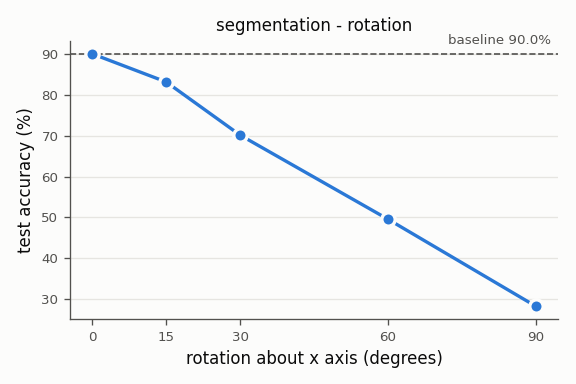 segmentation - rotation
baseline 90.0%
test accuracy (%)
90
80
70
60
50
40
30
0 15 30 60 90
rotation about x axis (degrees)